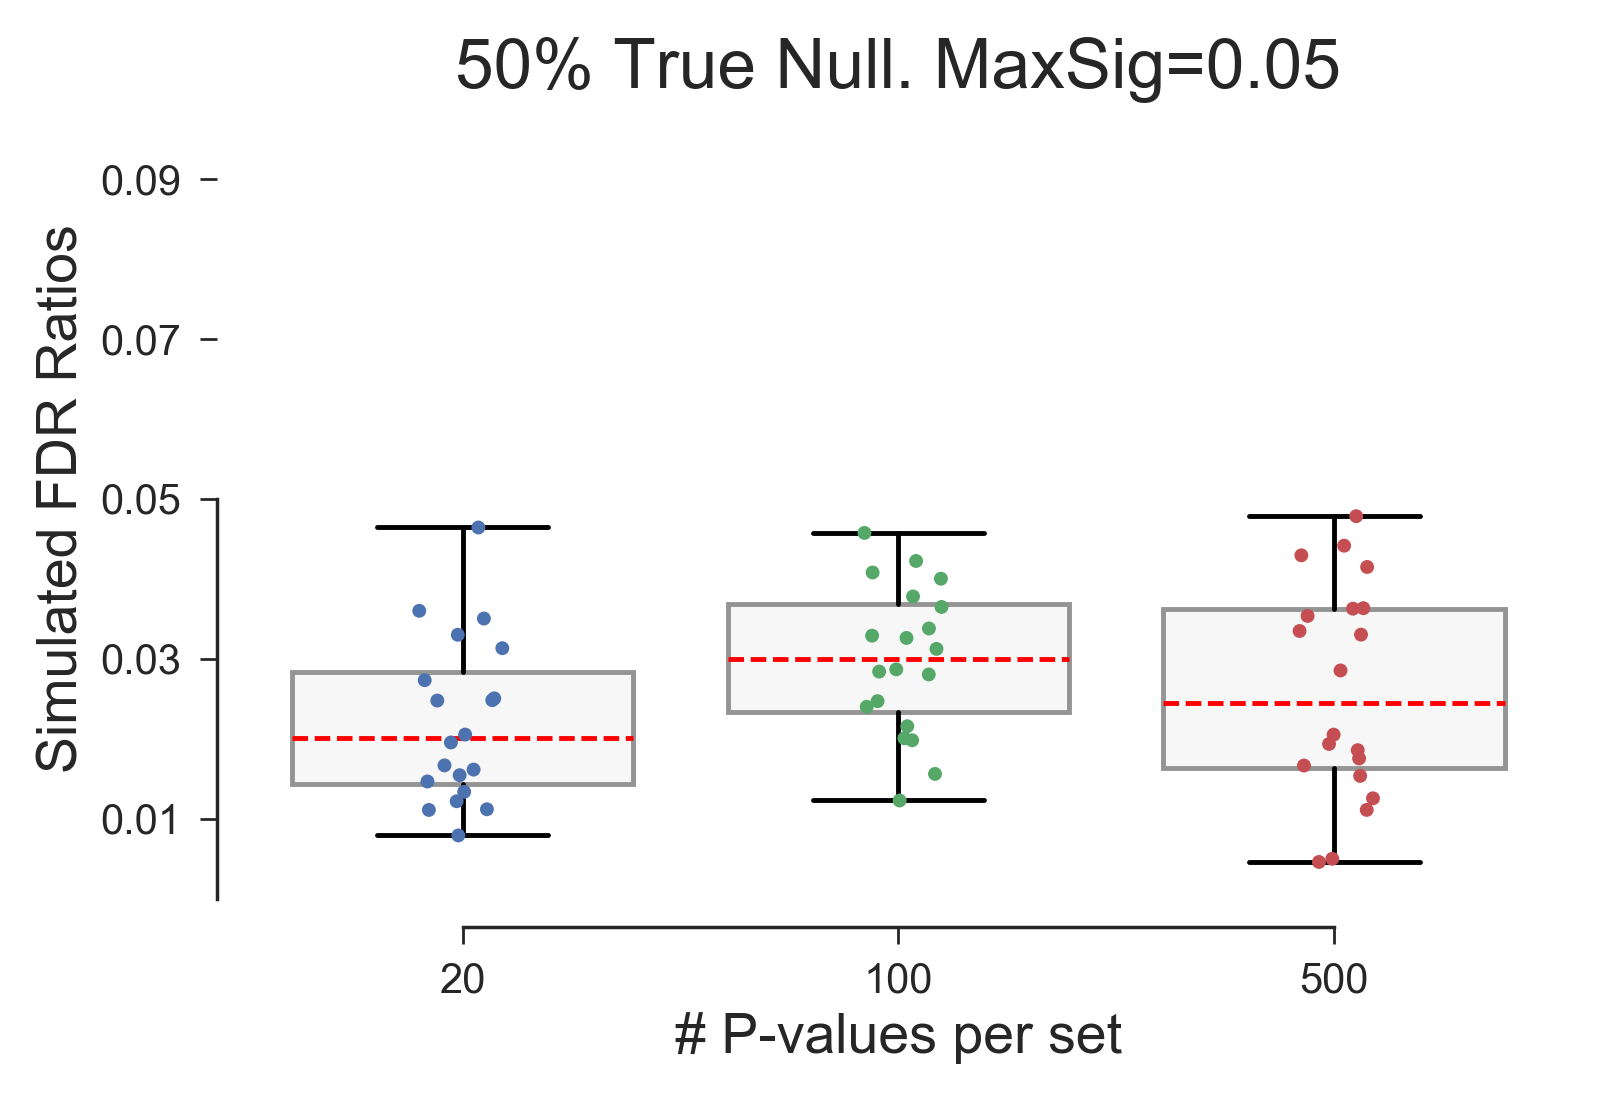 50% True Null. MaxSig=0.05
Simulated FDR Ratios
0.09
0.07
0.05
0.03
0.01
20 100 500
# P-values per set